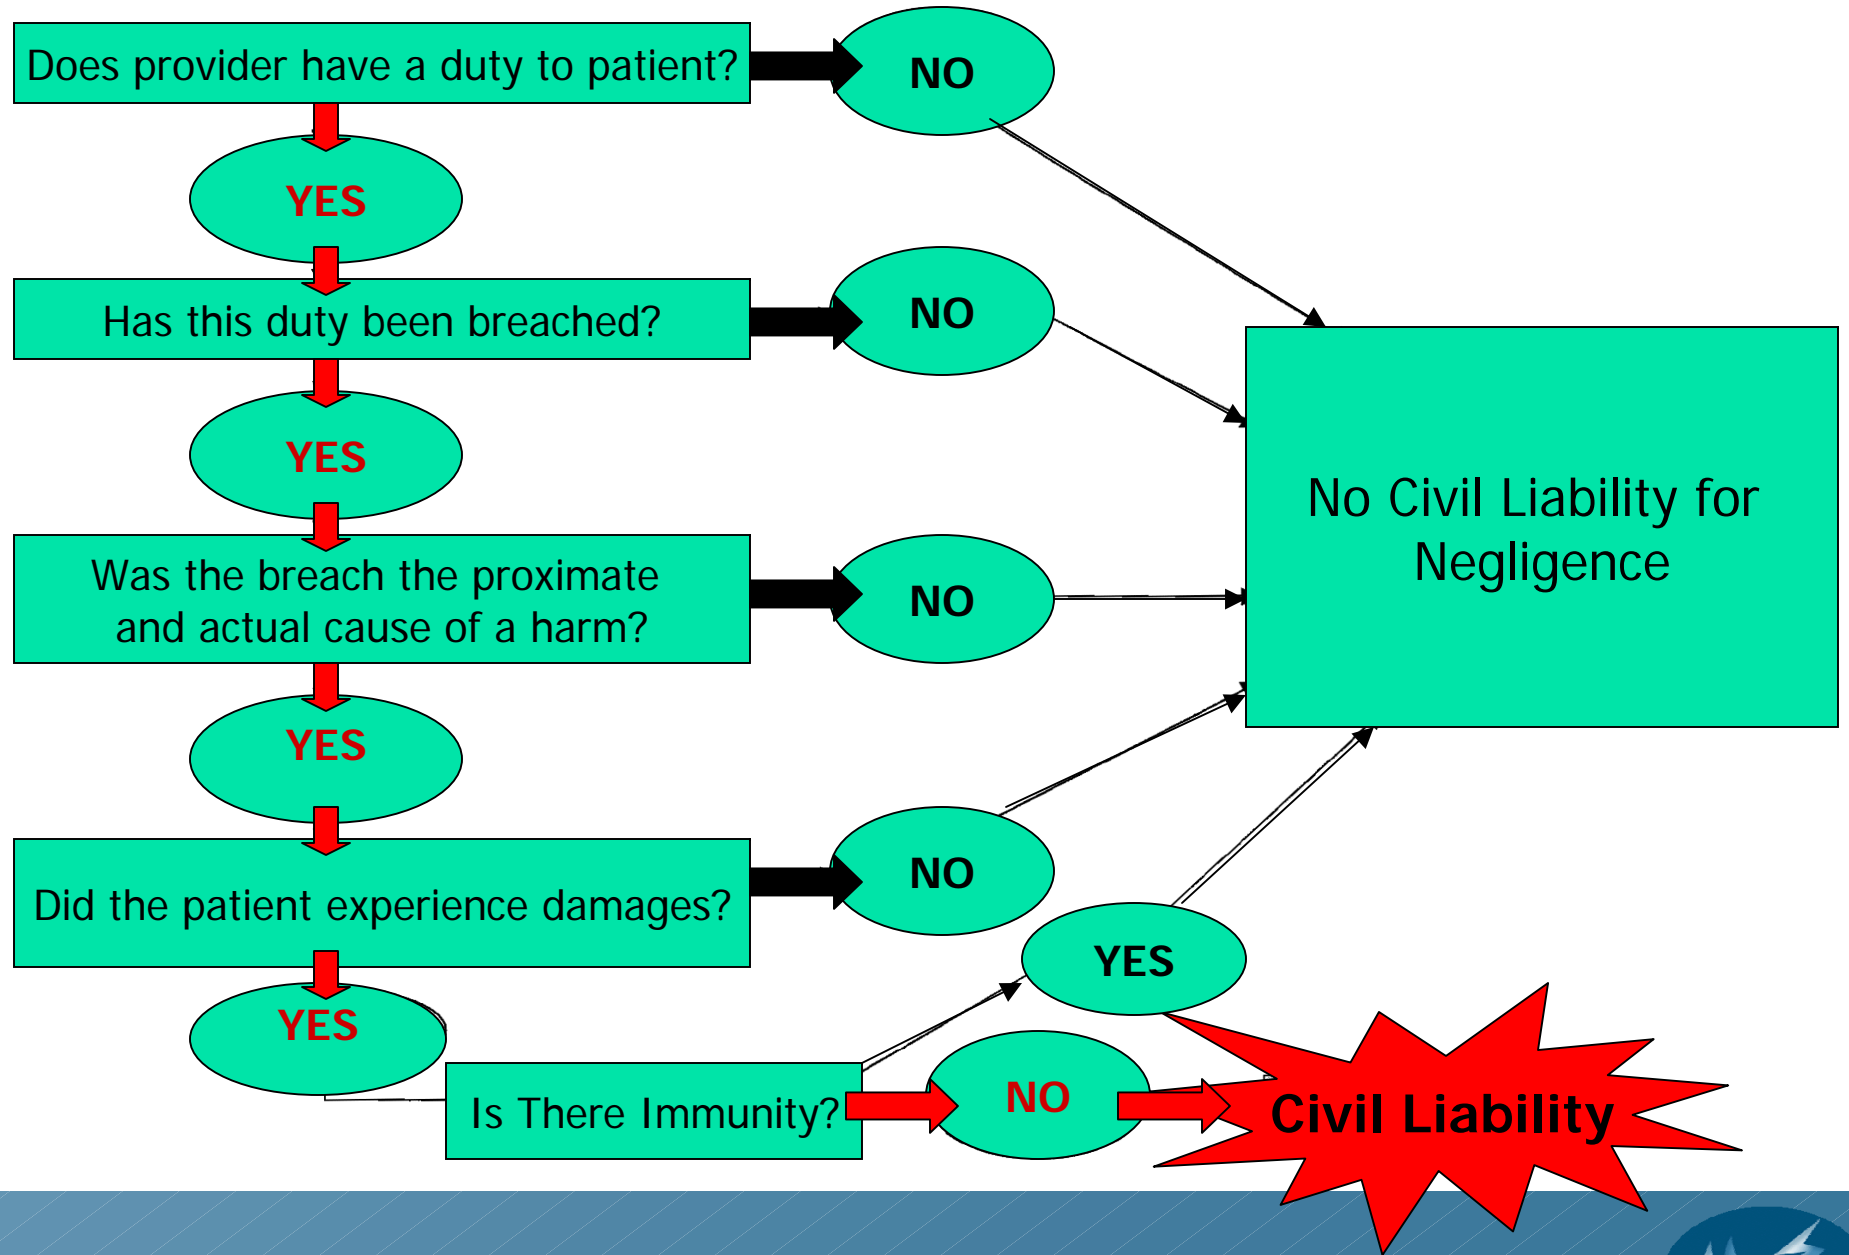 Does provider have a duty to patient?
NO
YES
Has this duty been breached?
NO
YES
No Civil Liability for
Negligence
Was the breach the proximate
and actual cause of a harm?
NO
YES
Did the patient experience damages?
NO
YES
YES
Is There Immunity?
NO
Civil Liability